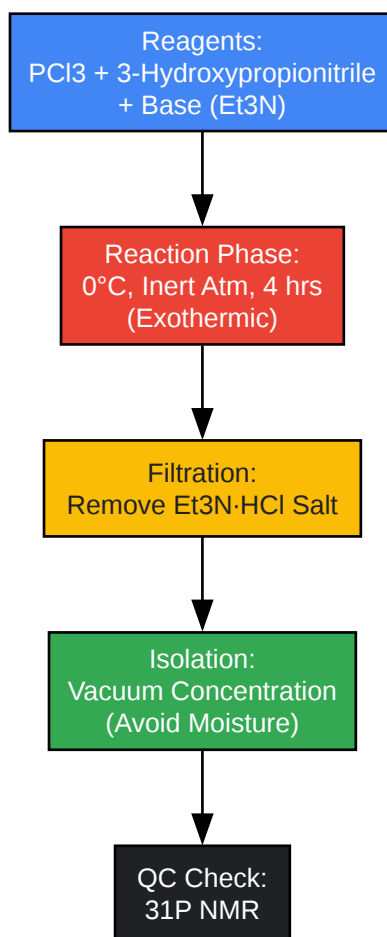 Reagents:
PCl3 + 3-Hydroxypropionitrile
+ Base (Et3N)
Reaction Phase:
0°C, Inert Atm, 4 hrs
(Exothermic)
Filtration:
Remove Et3N·HCl Salt
Isolation:
Vacuum Concentration
(Avoid Moisture)
QC Check:
31P NMR